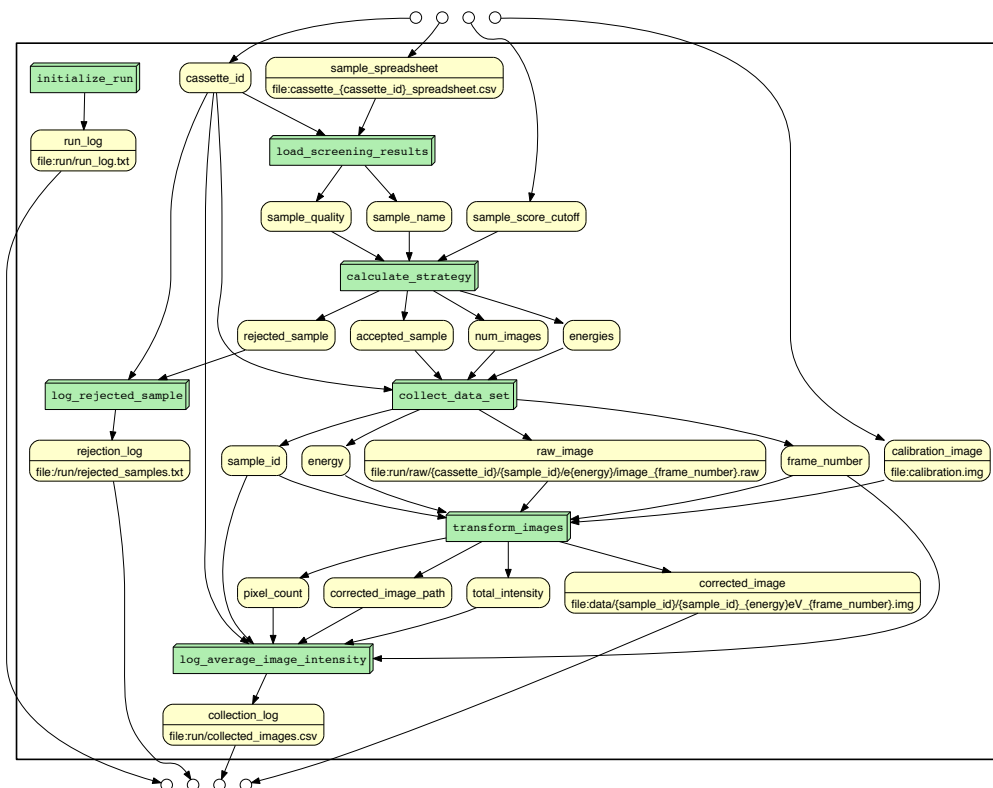 initialize_run
cassette_id
sample_spreadsheet
file:cassette_{cassette_id}_spreadsheet.csv
run_log
file:run/run_log.txt
load_screening_results
sample_quality
sample_name
sample_score_cutoff
calculate_strategy
rejected_sample
accepted_sample
num_images
energies
log_rejected_sample
collect_data_set
rejection_log
file:/run/rejected_samples.txt
sample_id
energy
raw_image
file:run/raw/{cassette_id}/{sample_id}/e{energy}/image_{frame_number}.raw
frame_number
calibration_image
file:calibration.img
transform_images
pixel_count
corrected_image_path
total_intensity
corrected_image
file:data/{sample_id}/{sample_id}_{energy}eV_{frame_number}.img
log_average_image_intensity
collection_log
file:run/collected_images.csv